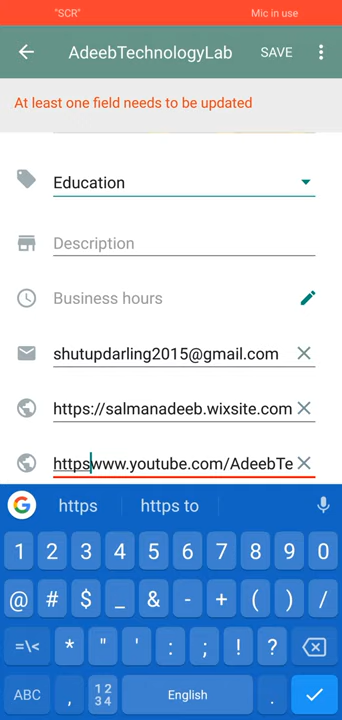 "SCR" Mic in use
AdeebTechnologyLab SAVE
At least one field needs to be updated
Education
Description
Business hours
shutupdarling2015@gmail.com
https://salmanadeeb.wixsite.com
httpswww.youtube.com/AdeebTe
G https https to
1 2 3 4 5 6 7 8 9 0
@ # $ _ & - + ( ) /
=\< * " ' : ; ! ?
ABC , 12 34 English .